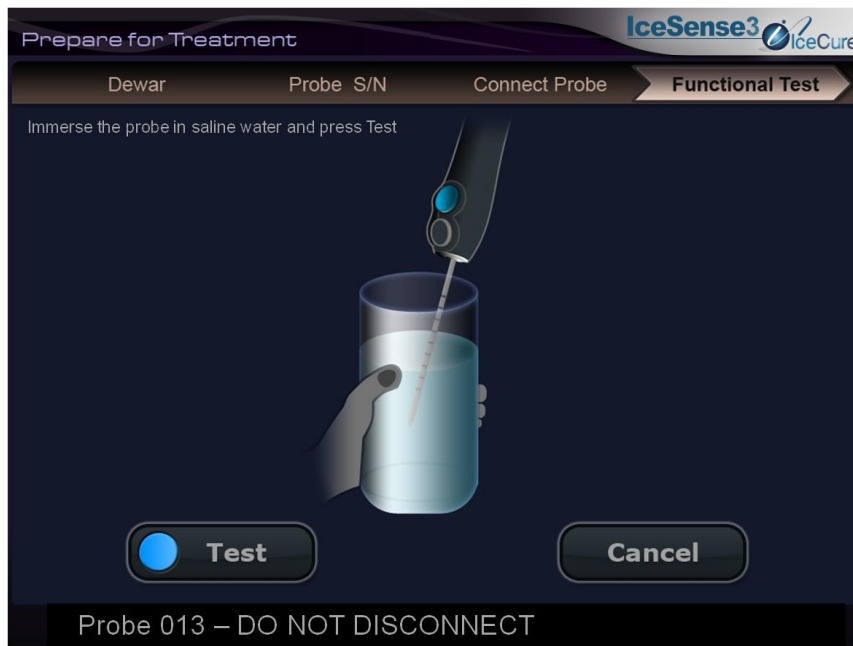 Prepare for Treatment
IceSense3
IceCure
Dewar
Probe S/N
Connect Probe
Functional Test
Immerse the probe in saline water and press Test
Test
Cancel
Probe 013 – DO NOT DISCONNECT